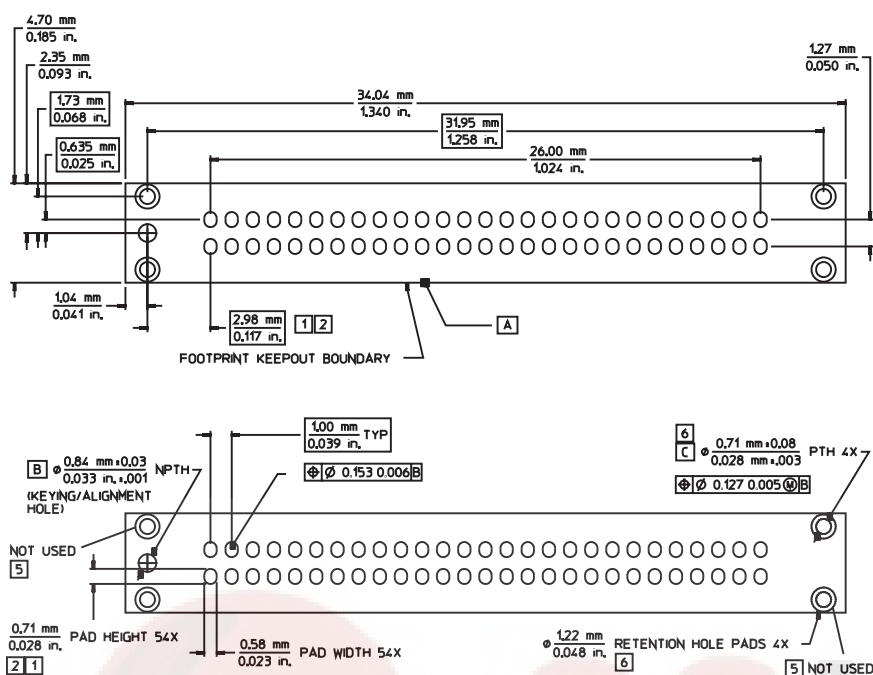 4.70 mm
0.185 in.
2.35 mm
0.093 in.
1.73 mm
0.068 in.
0.635 mm
0.025 in.
34.04 mm
1.340 in.
31.95 mm
1.258 in.
26.00 mm
1.024 in.
1.27 mm
0.050 in.
1.04 mm
0.041 in.
2.98 mm
0.117 in.
1 2
A
FOOTPRINT KEEPOUT BOUNDARY
1.00 mm
0.039 in.
TYP
⌖ Ø 0.153 0.006 B
B ø 0.84 mm±0.03
0.033 in.±.001
NPTH
(KEYING/ALIGNMENT
HOLE)
6
C ø 0.71 mm±0.08
0.028 mm±.003
PTH 4X
⌖ Ø 0.127 0.005 Ⓜ B
NOT USED
5
0.71 mm
0.028 in.
PAD HEIGHT 54X
2 1
0.58 mm
0.023 in.
PAD WIDTH 54X
ø 1.22 mm
0.048 in.
RETENTION HOLE PADS 4X
6
5 NOT USED